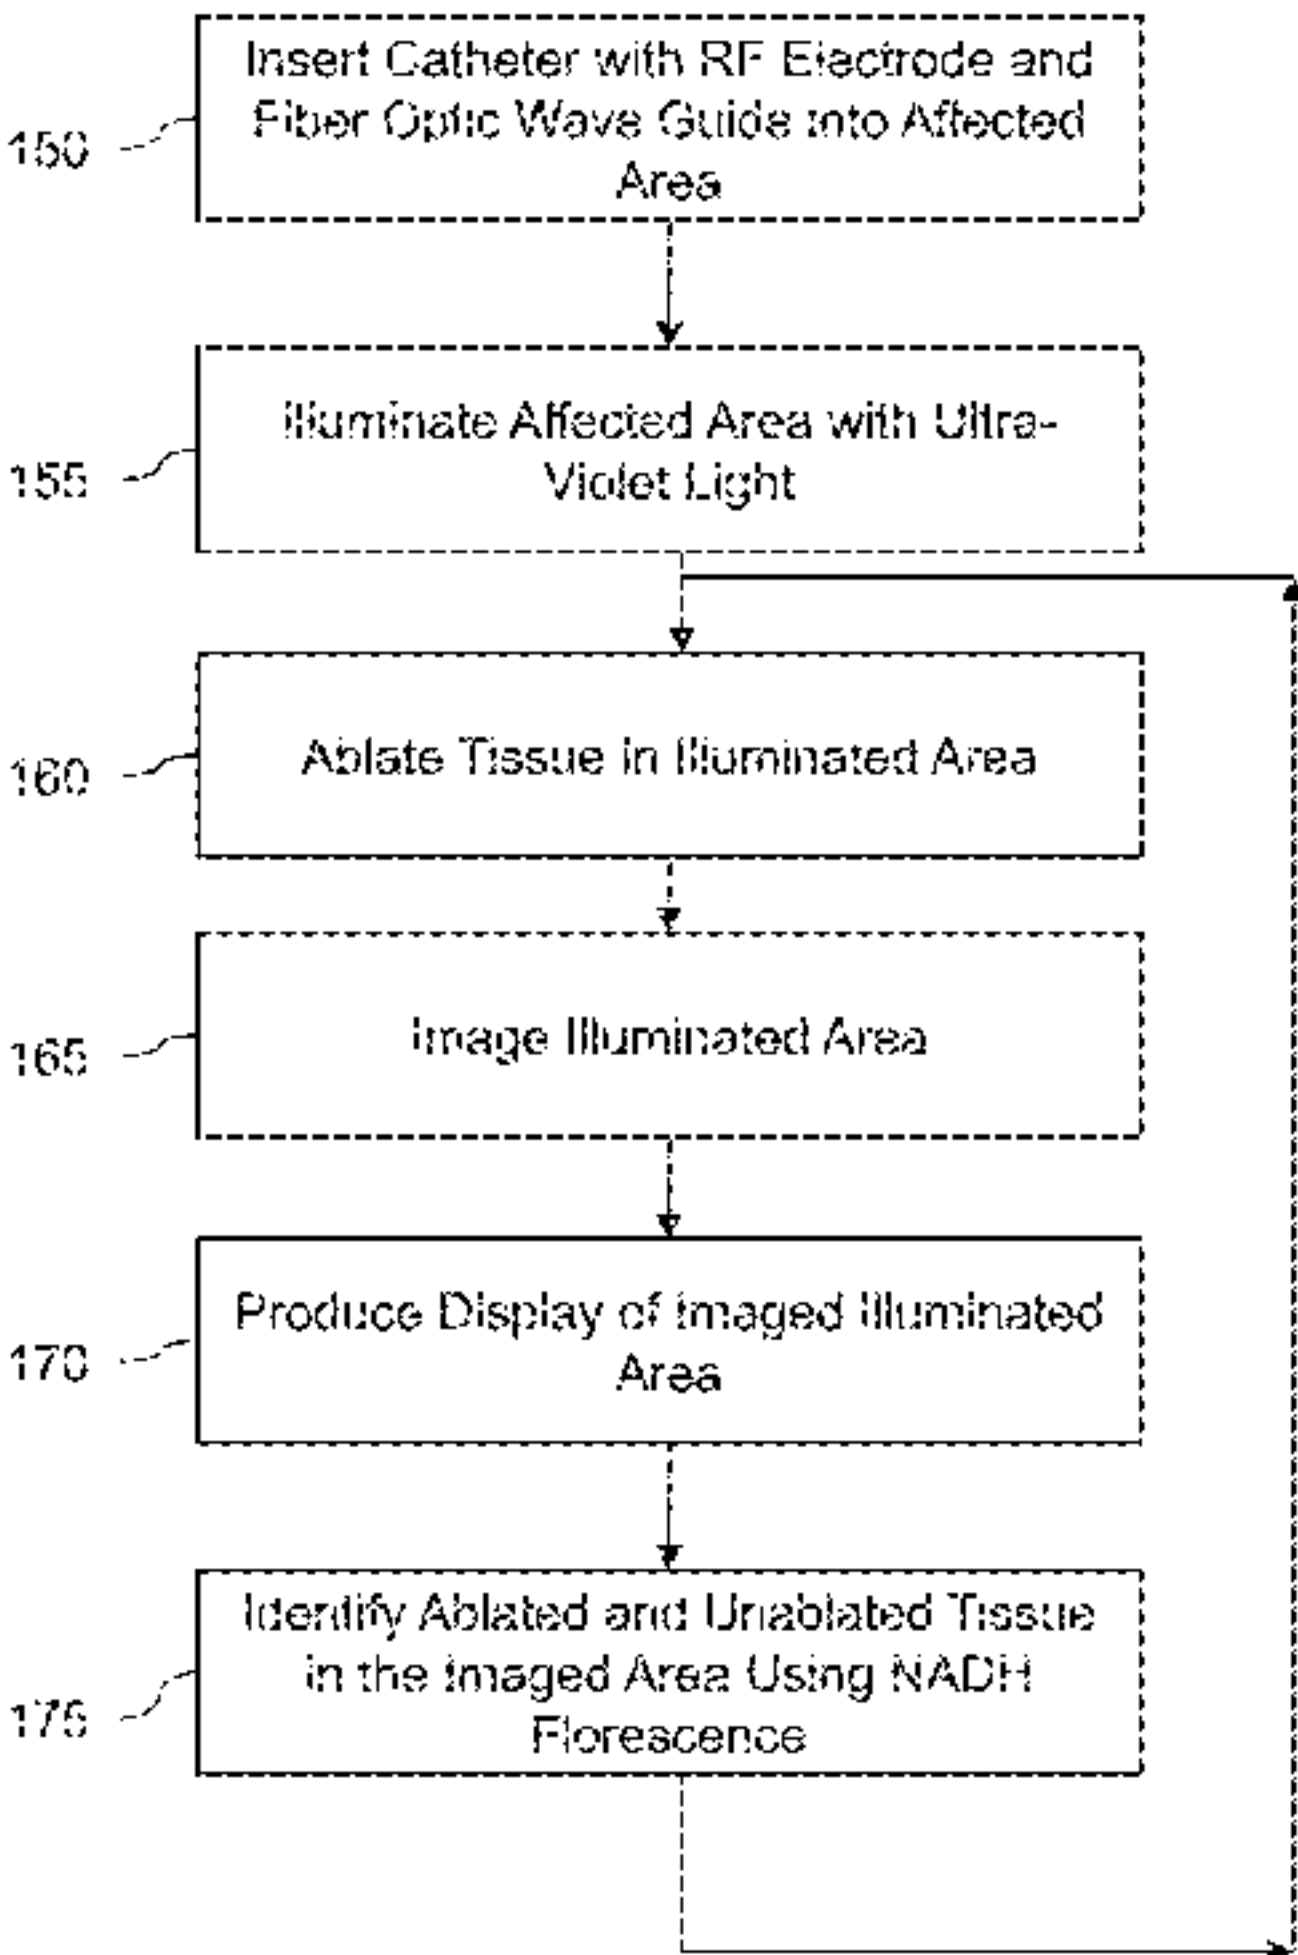 Insert Catheter with RF Electrode and
Fiber Optic Wave Guide into Affected
Area
150
Illuminate Affected Area with Ultra-
Violet Light
155
Ablate Tissue in Illuminated Area
160
Image Illuminated Area
165
Produce Display of Imaged Illuminated
Area
170
Identify Ablated and Unablated Tissue
in the Imaged Area Using NADH
Florescence
175